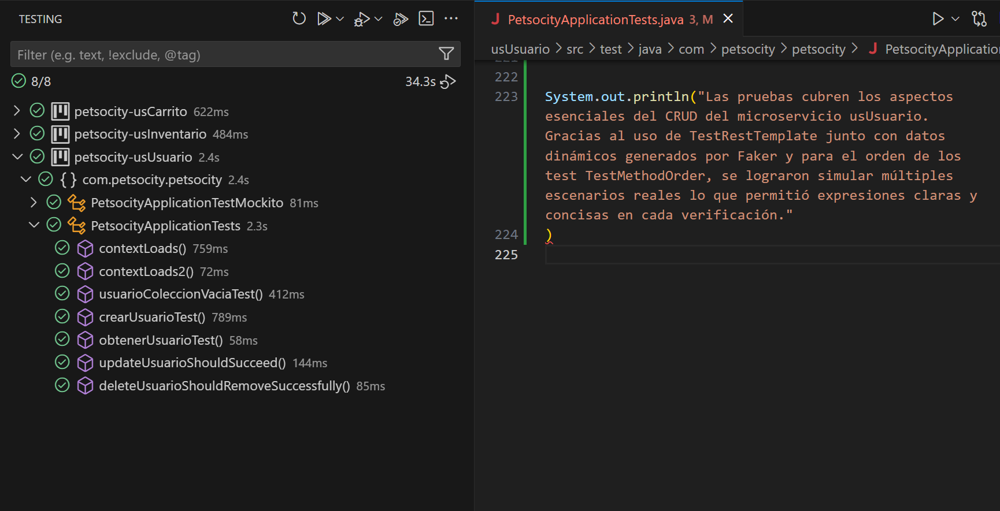 TESTING
Filter (e.g. text, !exclude, @tag)
8/8
34.3s
petsocity-usCarrito 622ms
petsocity-usInventario 484ms
petsocity-usUsuario 2.4s
{ } com.petsocity.petsocity 2.4s
PetsocityApplicationTestMockito 81ms
PetsocityApplicationTests 2.3s
contextLoads() 759ms
contextLoads2() 72ms
usuarioColeccionVaciaTest() 412ms
crearUsuarioTest() 789ms
obtenerUsuarioTest() 58ms
updateUsuarioShouldSucceed() 144ms
deleteUsuarioShouldRemoveSuccessfully() 85ms
J PetsocityApplicationTests.java 3, M
usUsuario > src > test > java > com > petsocity > petsocity > J PetsocityApplication
222
223 System.out.println("Las pruebas cubren los aspectos
esenciales del CRUD del microservicio usUsuario.
Gracias al uso de TestRestTemplate junto con datos
dinámicos generados por Faker y para el orden de los
test TestMethodOrder, se lograron simular múltiples
escenarios reales lo que permitió expresiones claras y
concisas en cada verificación."
224 )
225